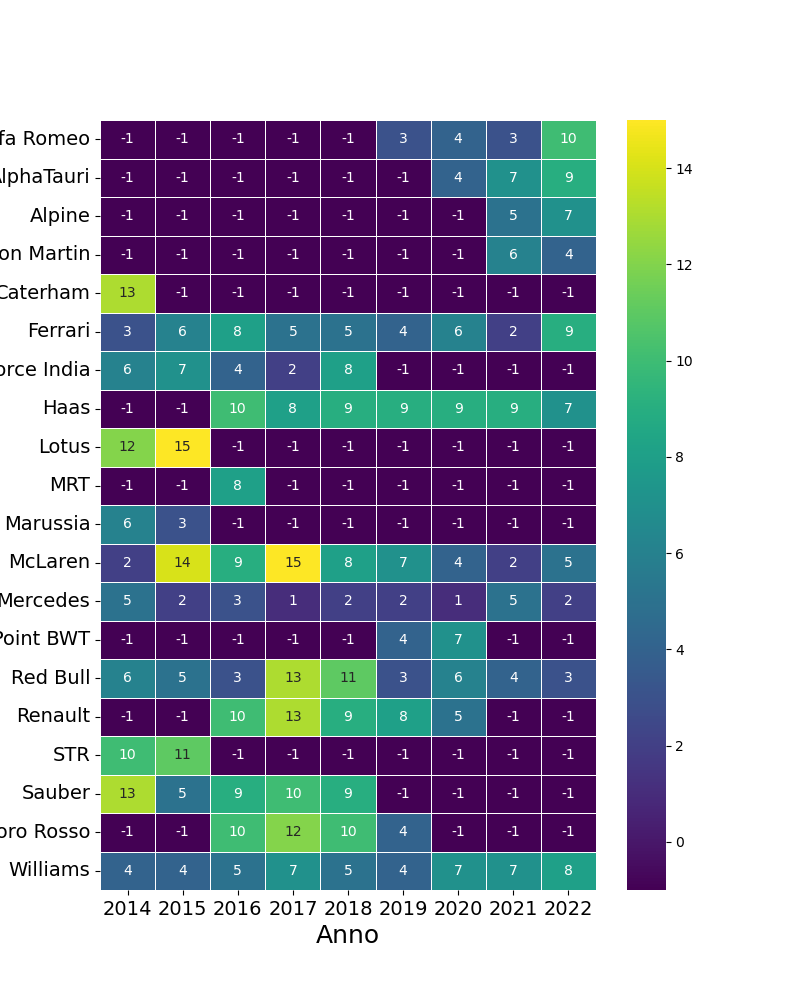 fa Romeo -1 -1 -1 -1 -1 3 4 3 10
lphaTauri -1 -1 -1 -1 -1 -1 4 7 9
Alpine -1 -1 -1 -1 -1 -1 -1 5 7
on Martin -1 -1 -1 -1 -1 -1 -1 6 4
Caterham 13 -1 -1 -1 -1 -1 -1 -1 -1
Ferrari 3 6 8 5 5 4 6 2 9
orce India 6 7 4 2 8 -1 -1 -1 -1
Haas -1 -1 10 8 9 9 9 9 7
Lotus 12 15 -1 -1 -1 -1 -1 -1 -1
MRT -1 -1 8 -1 -1 -1 -1 -1 -1
Marussia 6 3 -1 -1 -1 -1 -1 -1 -1
McLaren 2 14 9 15 8 7 4 2 5
Mercedes 5 2 3 1 2 2 1 5 2
Point BWT -1 -1 -1 -1 -1 4 7 -1 -1
Red Bull 6 5 3 13 11 3 6 4 3
Renault -1 -1 10 13 9 8 5 -1 -1
STR 10 11 -1 -1 -1 -1 -1 -1 -1
Sauber 13 5 9 10 9 -1 -1 -1 -1
oro Rosso -1 -1 10 12 10 4 -1 -1 -1
Williams 4 4 5 7 5 4 7 7 8
2014 2015 2016 2017 2018 2019 2020 2021 2022
Anno
14
12
10
8
6
4
2
0